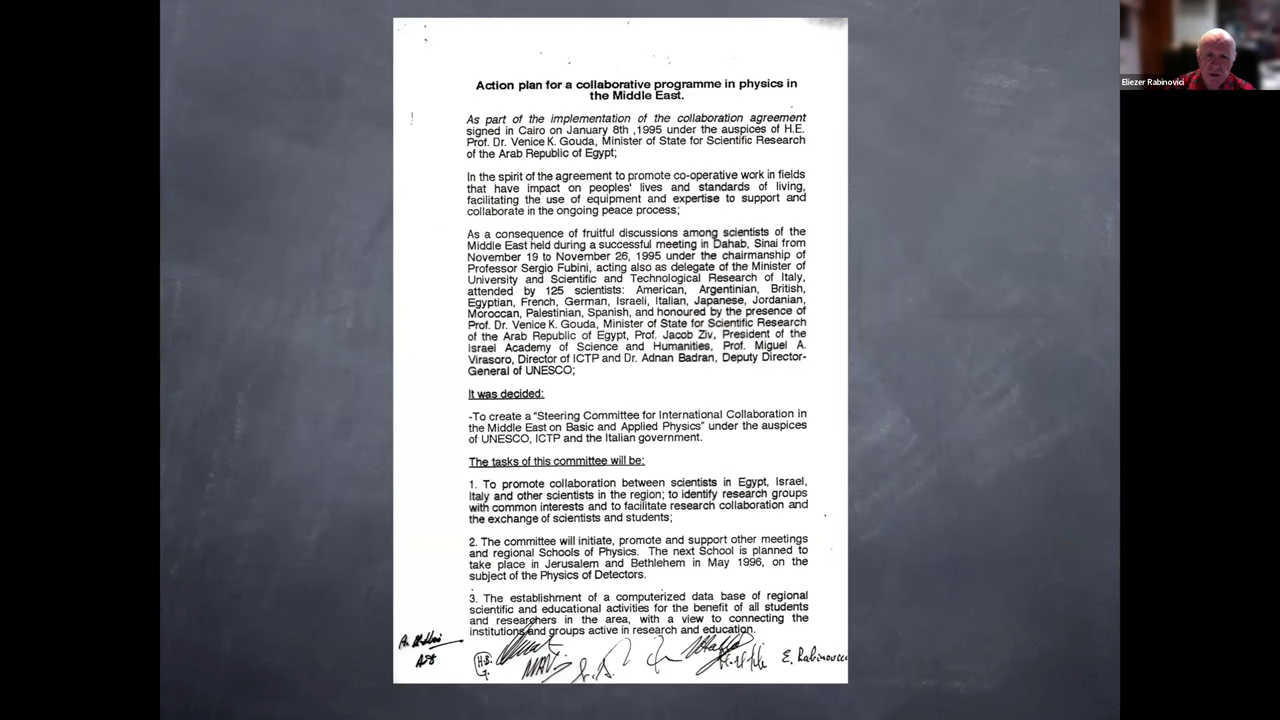 Action plan for a collaborative programme in physics in
the Middle East.
As part of the implementation of the collaboration agreement
signed in Cairo on January 8th ,1995 under the auspices of H.E.
Prof. Dr. Venice K. Gouda, Minister of State for Scientific Research
of the Arab Republic of Egypt;
In the spirit of the agreement to promote co-operative work in fields
that have impact on peoples' lives and standards of living,
facilitating the use of equipment and expertise to support and
collaborate in the ongoing peace process;
As a consequence of fruitful discussions among scientists of the
Middle East held during a successful meeting in Dahab, Sinai from
November 19 to November 26, 1995 under the chairmanship of
Professor Sergio Fubini, acting also as delegate of the Minister of
University and Scientific and Technological Research of Italy,
attended by 125 scientists: American, Argentinian, British,
Egyptian, French, German, Israeli, Italian, Japanese, Jordanian,
Moroccan, Palestinian, Spanish, and honoured by the presence of
Prof. Dr. Venice K. Gouda, Minister of State for Scientific Research
of the Arab Republic of Egypt, Prof. Jacob Ziv, President of the
Israel Academy of Science and Humanities, Prof. Miguel A.
Virasoro, Director of ICTP and Dr. Adnan Badran, Deputy Director-
General of UNESCO;
It was decided:
-To create a "Steering Committee for International Collaboration in
the Middle East on Basic and Applied Physics" under the auspices
of UNESCO, ICTP and the Italian government.
The tasks of this committee will be:
1. To promote collaboration between scientists in Egypt, Israel,
Italy and other scientists in the region; to identify research groups
with common interests and to facilitate research collaboration and
the exchange of scientists and students;
2. The committee will initiate, promote and support other meetings
and regional Schools of Physics. The next School is planned to
take place in Jerusalem and Bethlehem in May 1996, on the
subject of the Physics of Detectors.
3. The establishment of a computerized data base of regional
scientific and educational activities for the benefit of all students
and researchers in the area, with a view to connecting the
institutions and groups active in research and education.
E. Rabinovici
Eliezer Rabinovici